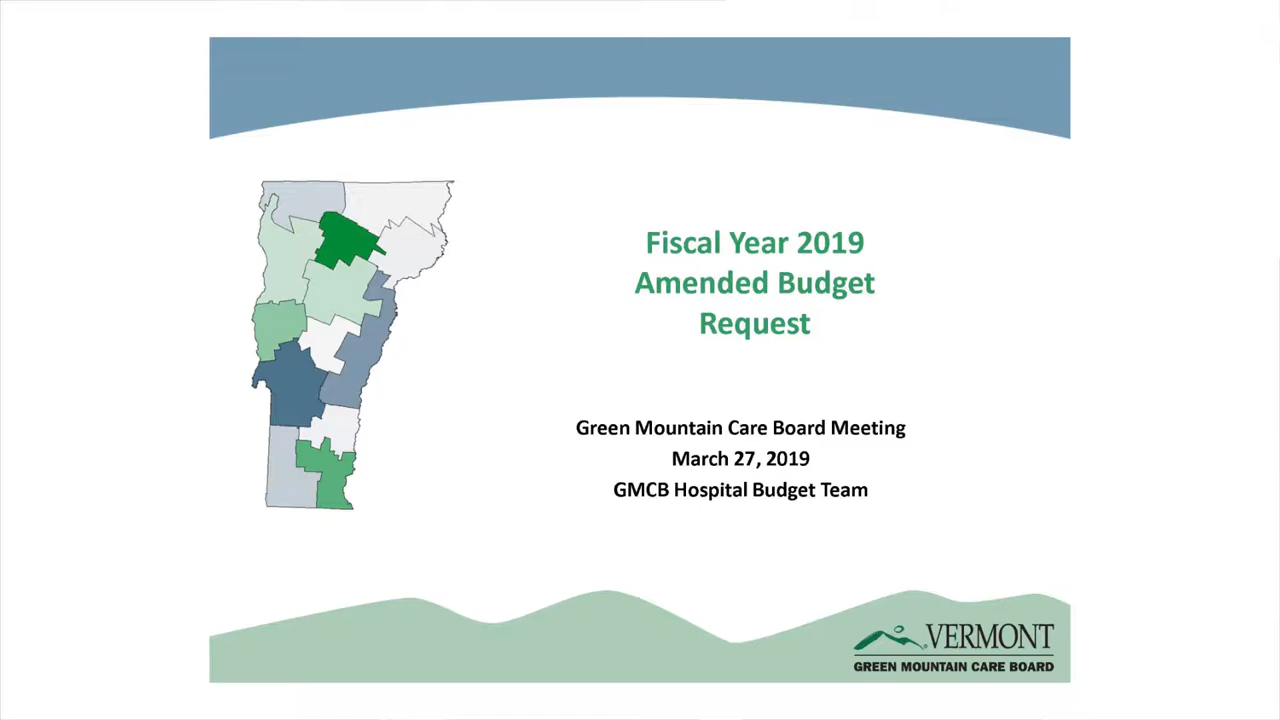 Fiscal Year 2019
Amended Budget
Request
Green Mountain Care Board Meeting
March 27, 2019
GMCB Hospital Budget Team
VERMONT
GREEN MOUNTAIN CARE BOARD